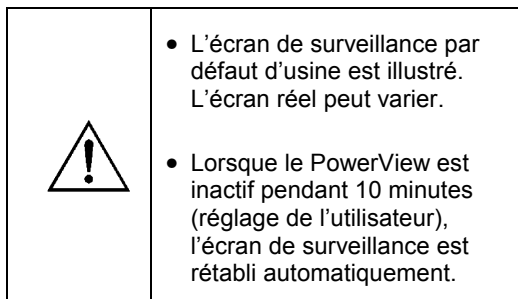 • L'écran de surveillance par
défaut d'usine est illustré.
L'écran réel peut varier.
• Lorsque le PowerView est
inactif pendant 10 minutes
(réglage de l'utilisateur),
l'écran de surveillance est
rétabli automatiquement.